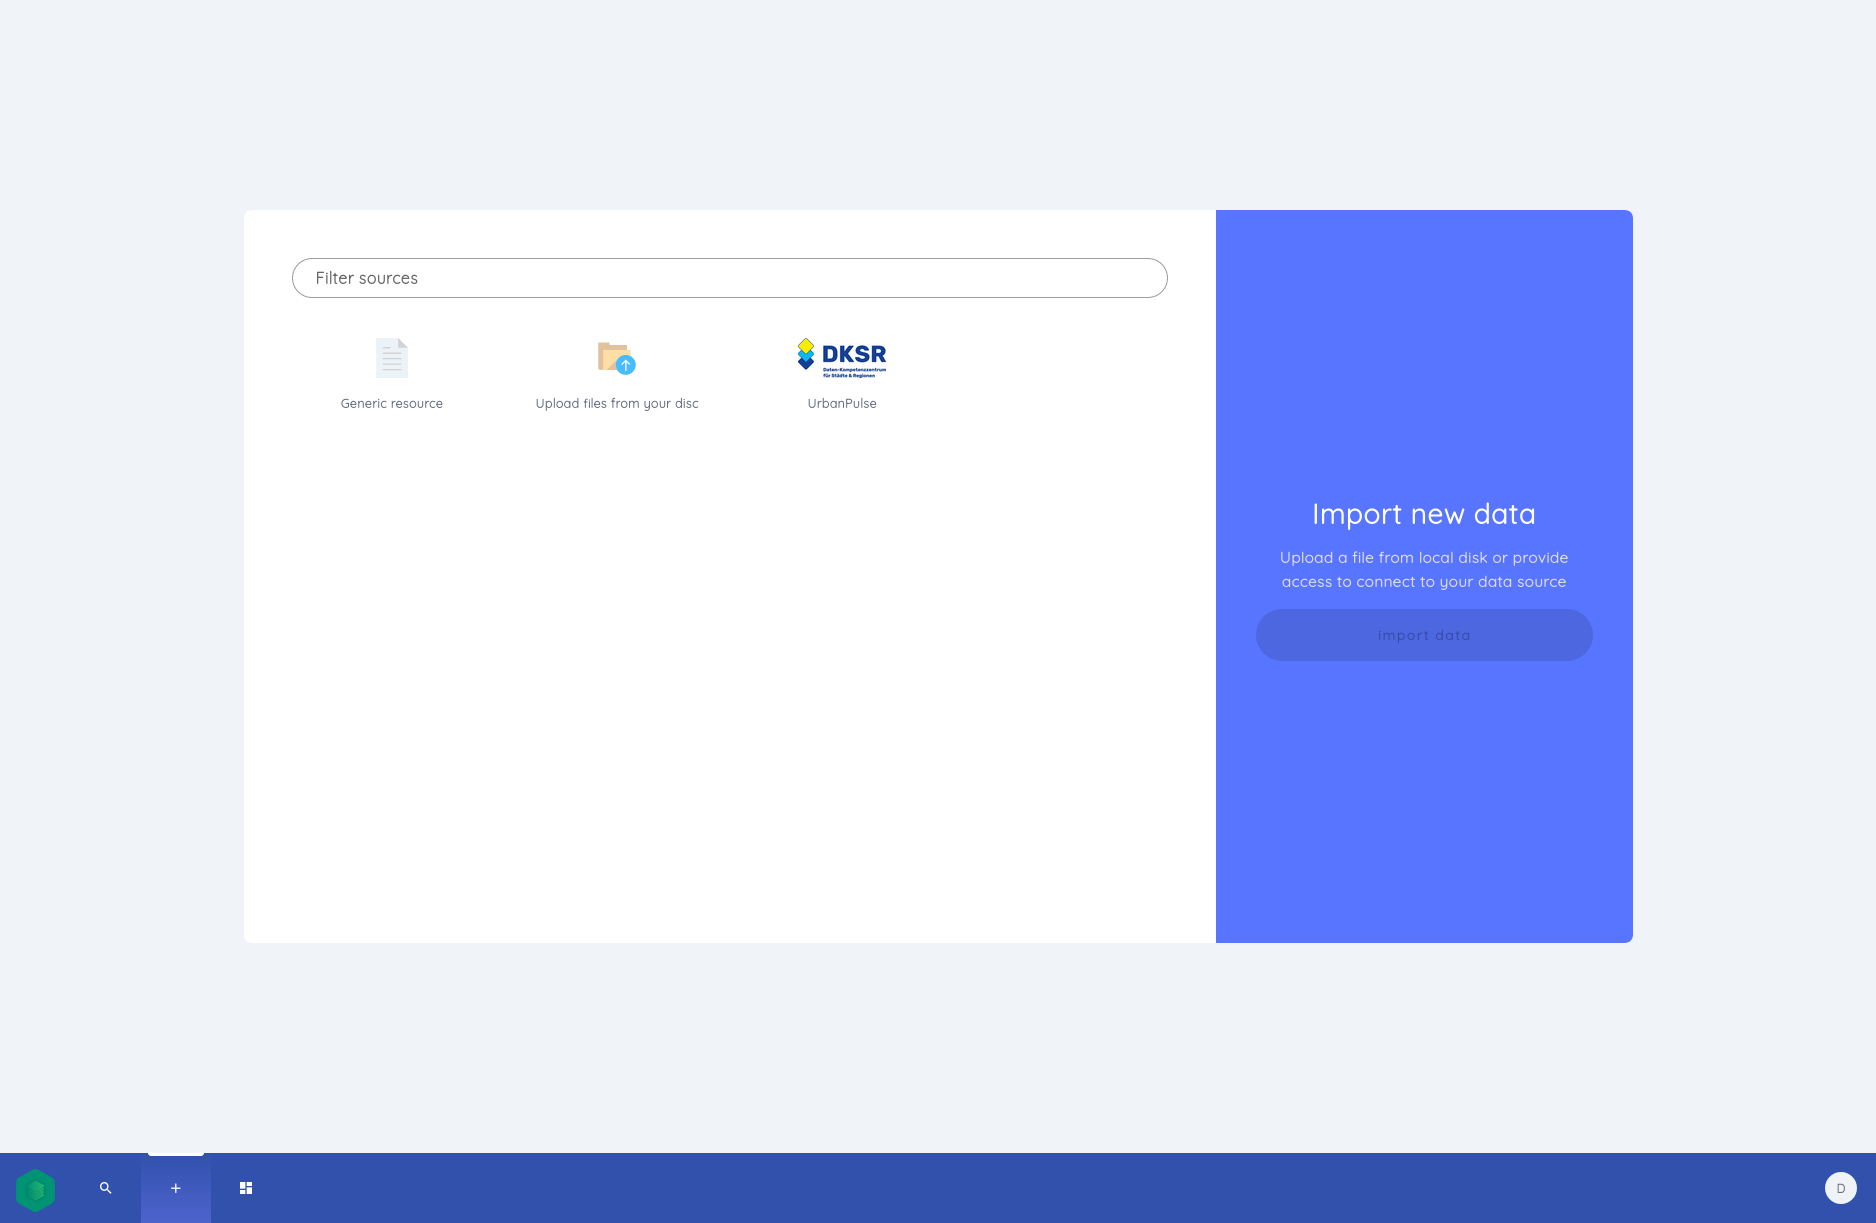 Filter sources
DKSR
Daten-Kompetenzzentrum
für Städte & Regionen
Generic resource
Upload files from your disc
UrbanPulse
Import new data
Upload a file from local disk or provide
access to connect to your data source
import data
D